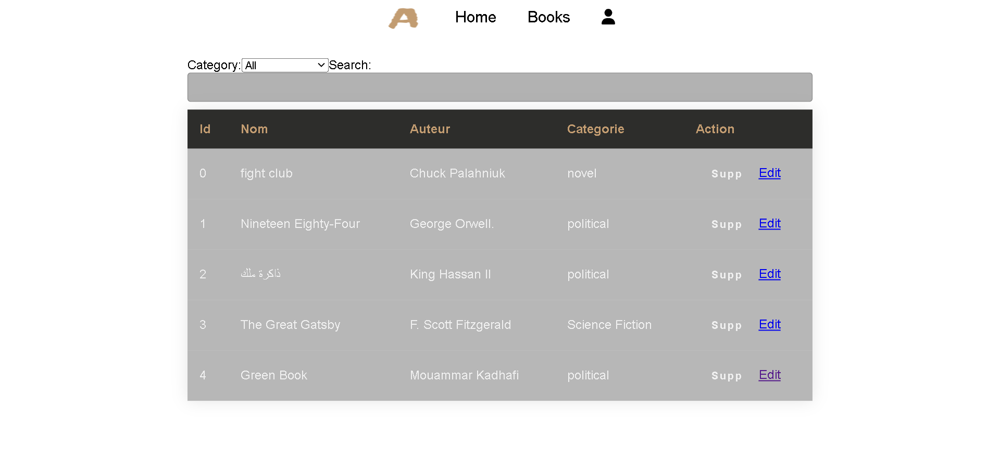 A Home Books
Category: All Search:
Id Nom Auteur Categorie Action
0 fight club Chuck Palahniuk novel Supp Edit
1 Nineteen Eighty-Four George Orwell. political Supp Edit
2 ذاكرة ملك King Hassan II political Supp Edit
3 The Great Gatsby F. Scott Fitzgerald Science Fiction Supp Edit
4 Green Book Mouammar Kadhafi political Supp Edit